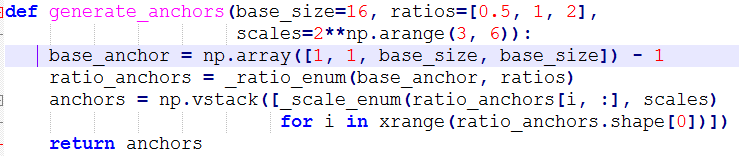 def generate_anchors(base_size=16, ratios=[0.5, 1, 2],
                     scales=2**np.arange(3, 6)):
    base_anchor = np.array([1, 1, base_size, base_size]) - 1
    ratio_anchors = _ratio_enum(base_anchor, ratios)
    anchors = np.vstack([_scale_enum(ratio_anchors[i, :], scales)
                         for i in xrange(ratio_anchors.shape[0])])
    return anchors